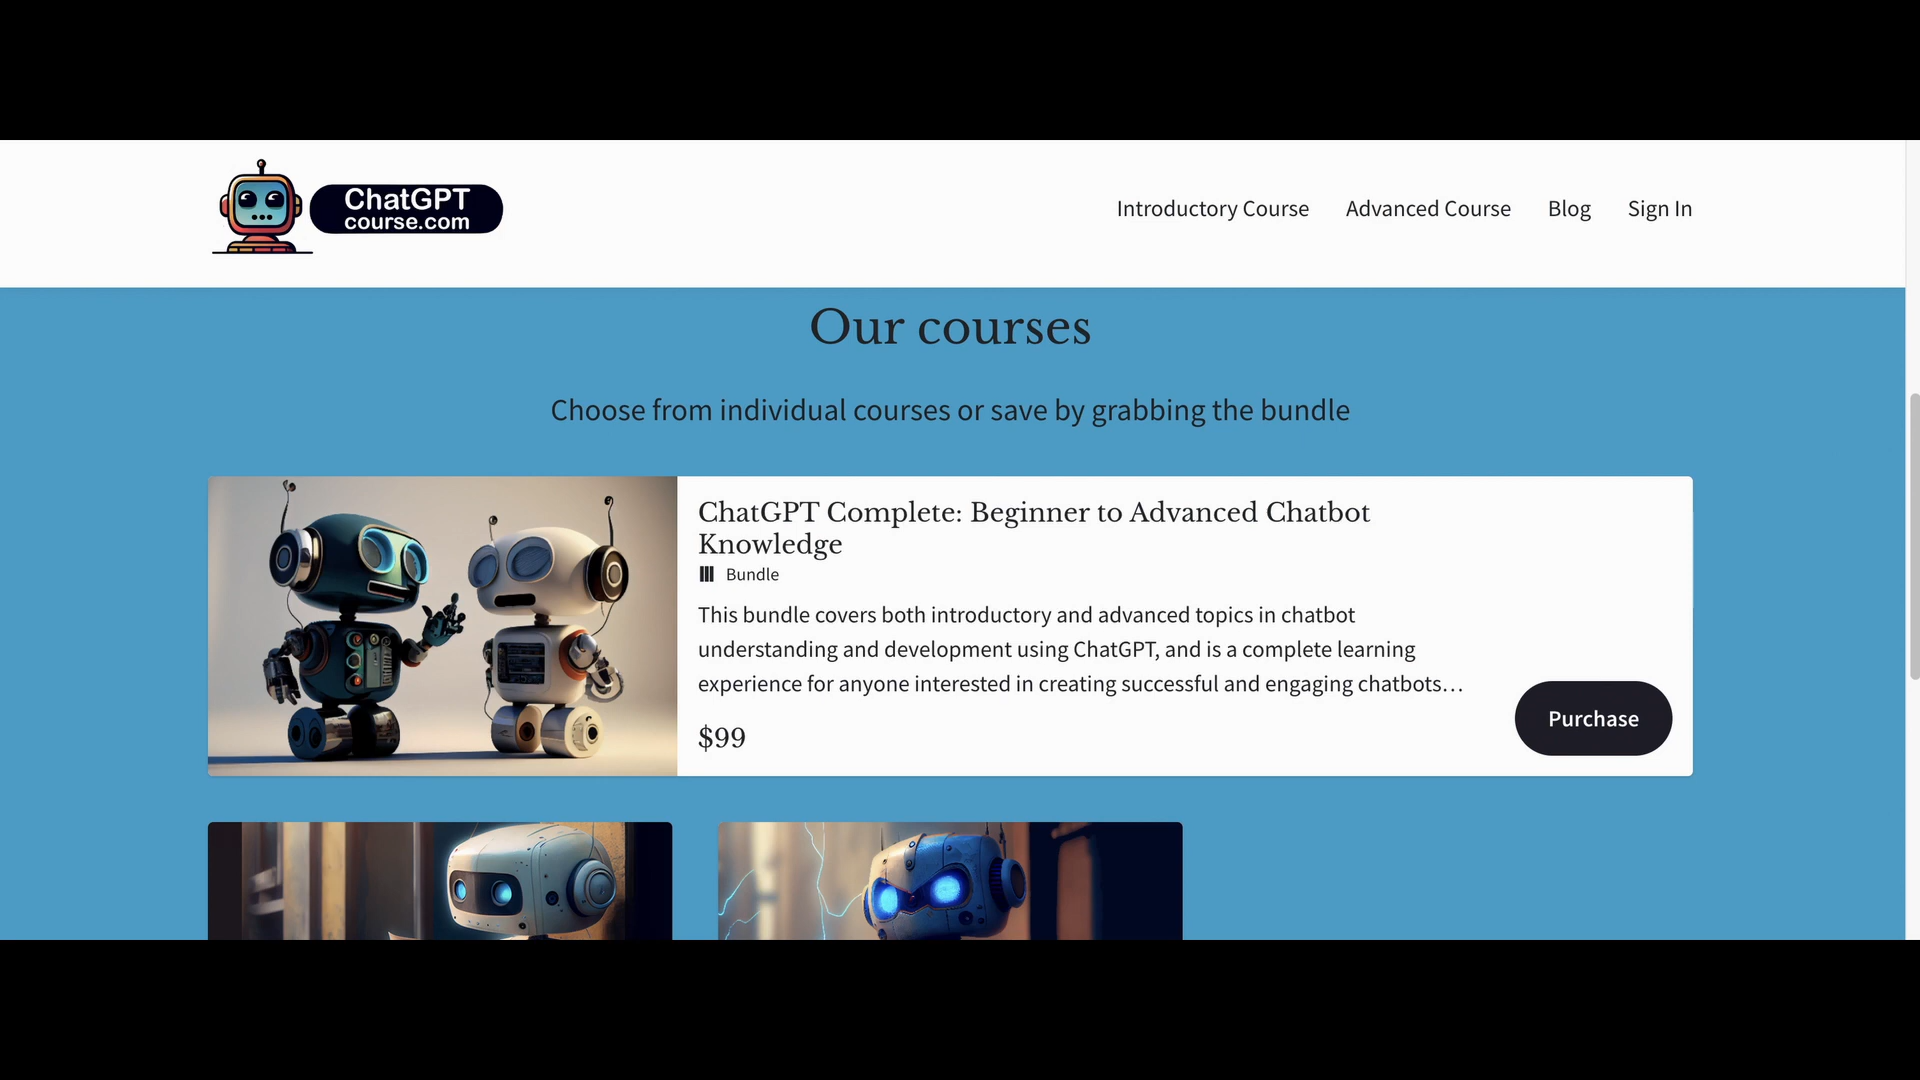 ChatGPT
course.com
Introductory Course
Advanced Course
Blog
Sign In
Our courses
Choose from individual courses or save by grabbing the bundle
ChatGPT Complete: Beginner to Advanced Chatbot
Knowledge
Bundle
This bundle covers both introductory and advanced topics in chatbot
understanding and development using ChatGPT, and is a complete learning
experience for anyone interested in creating successful and engaging chatbots…
$99
Purchase